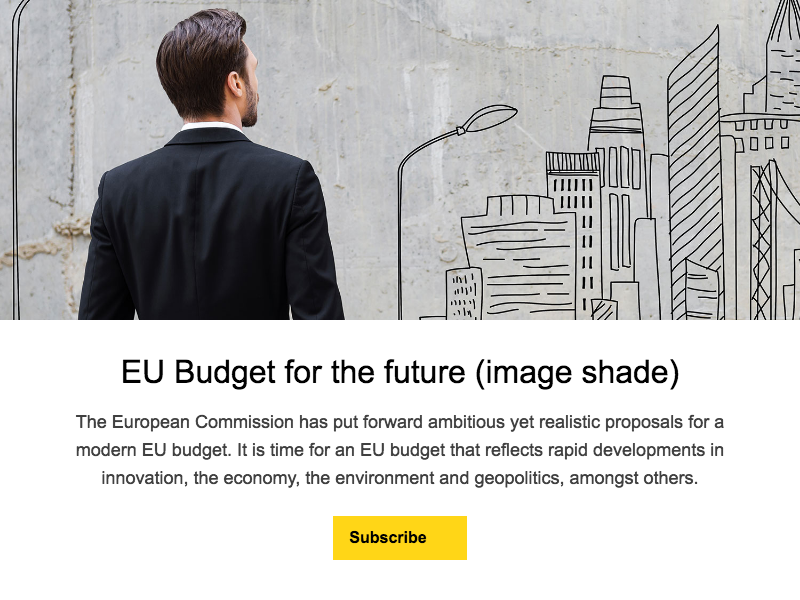 EU Budget for the future (image shade)
The European Commission has put forward ambitious yet realistic proposals for a
modern EU budget. It is time for an EU budget that reflects rapid developments in
innovation, the economy, the environment and geopolitics, amongst others.
Subscribe